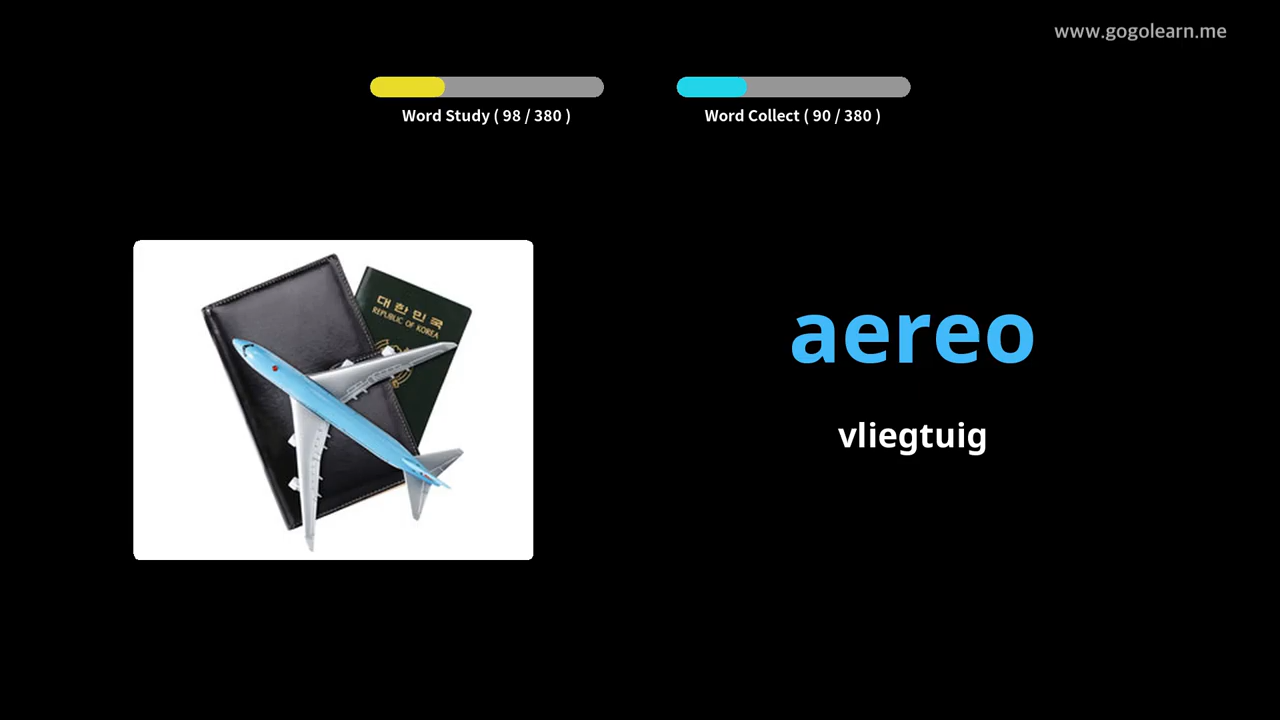 www.gogolearn.me
Word Study ( 98 / 380 )
Word Collect ( 90 / 380 )
대한민국
REPUBLIC OF KOREA
aereo
vliegtuig